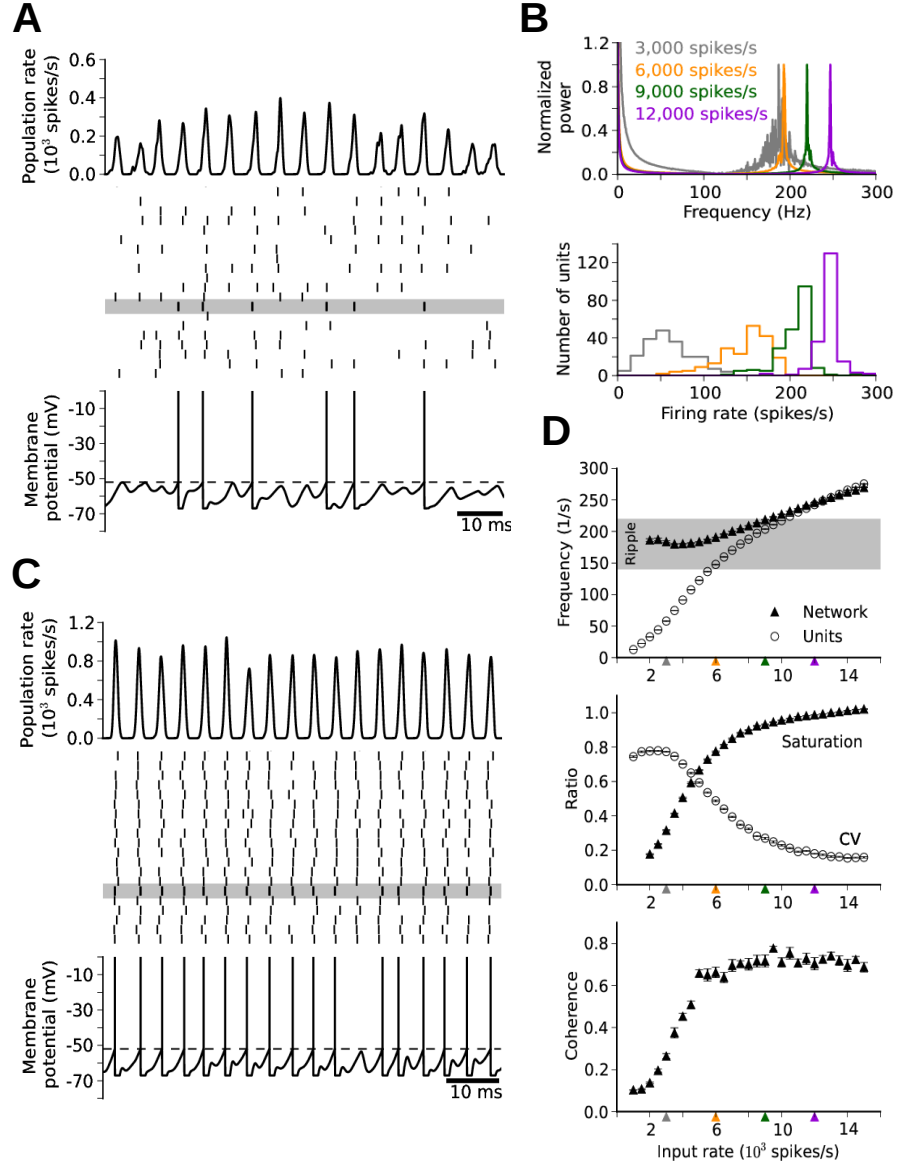 A
Population rate
(10³ spikes/s)
0.6
0.4
0.2
0.0
Membrane
potential (mV)
-10
-30
-50
-70
10 ms
B
Normalized
power
1.2
0.8
0.4
0
3,000 spikes/s
6,000 spikes/s
9,000 spikes/s
12,000 spikes/s
0 100 200 300
Frequency (Hz)
Number of units
120
80
40
0
0 100 200 300
Firing rate (spikes/s)
C
Population rate
(10³ spikes/s)
1.2
0.8
0.4
0.0
Membrane
potential (mV)
-10
-30
-50
-70
10 ms
D
Frequency (1/s)
300
250
200
150
100
50
0
Ripple
Network
Units
2 6 10 14
Ratio
1.0
0.8
0.6
0.4
0.2
0.0
Saturation
CV
2 6 10 14
Coherence
0.8
0.6
0.4
0.2
0.0
2 6 10 14
Input rate (10³ spikes/s)